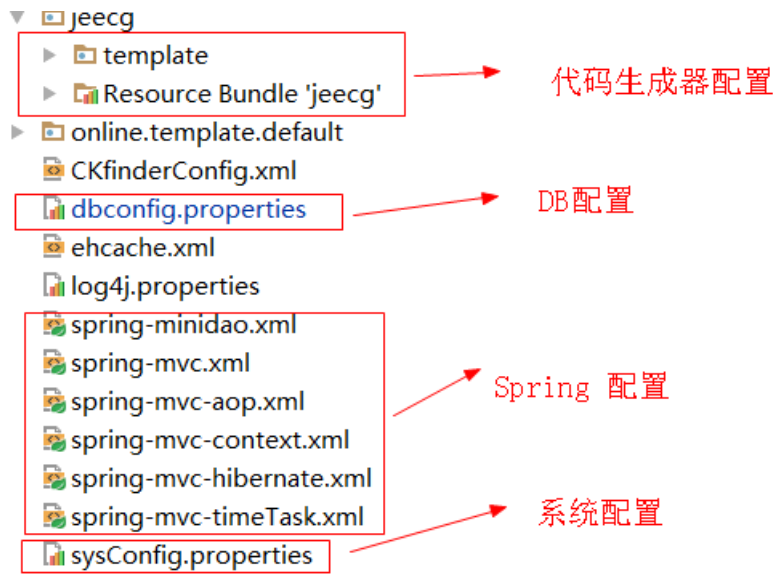 jeecg
template
Resource Bundle 'jeecg'
代码生成器配置
online.template.default
CKfinderConfig.xml
dbconfig.properties
DB配置
ehcache.xml
log4j.properties
spring-minidao.xml
spring-mvc.xml
spring-mvc-aop.xml
Spring 配置
spring-mvc-context.xml
spring-mvc-hibernate.xml
spring-mvc-timeTask.xml
系统配置
sysConfig.properties